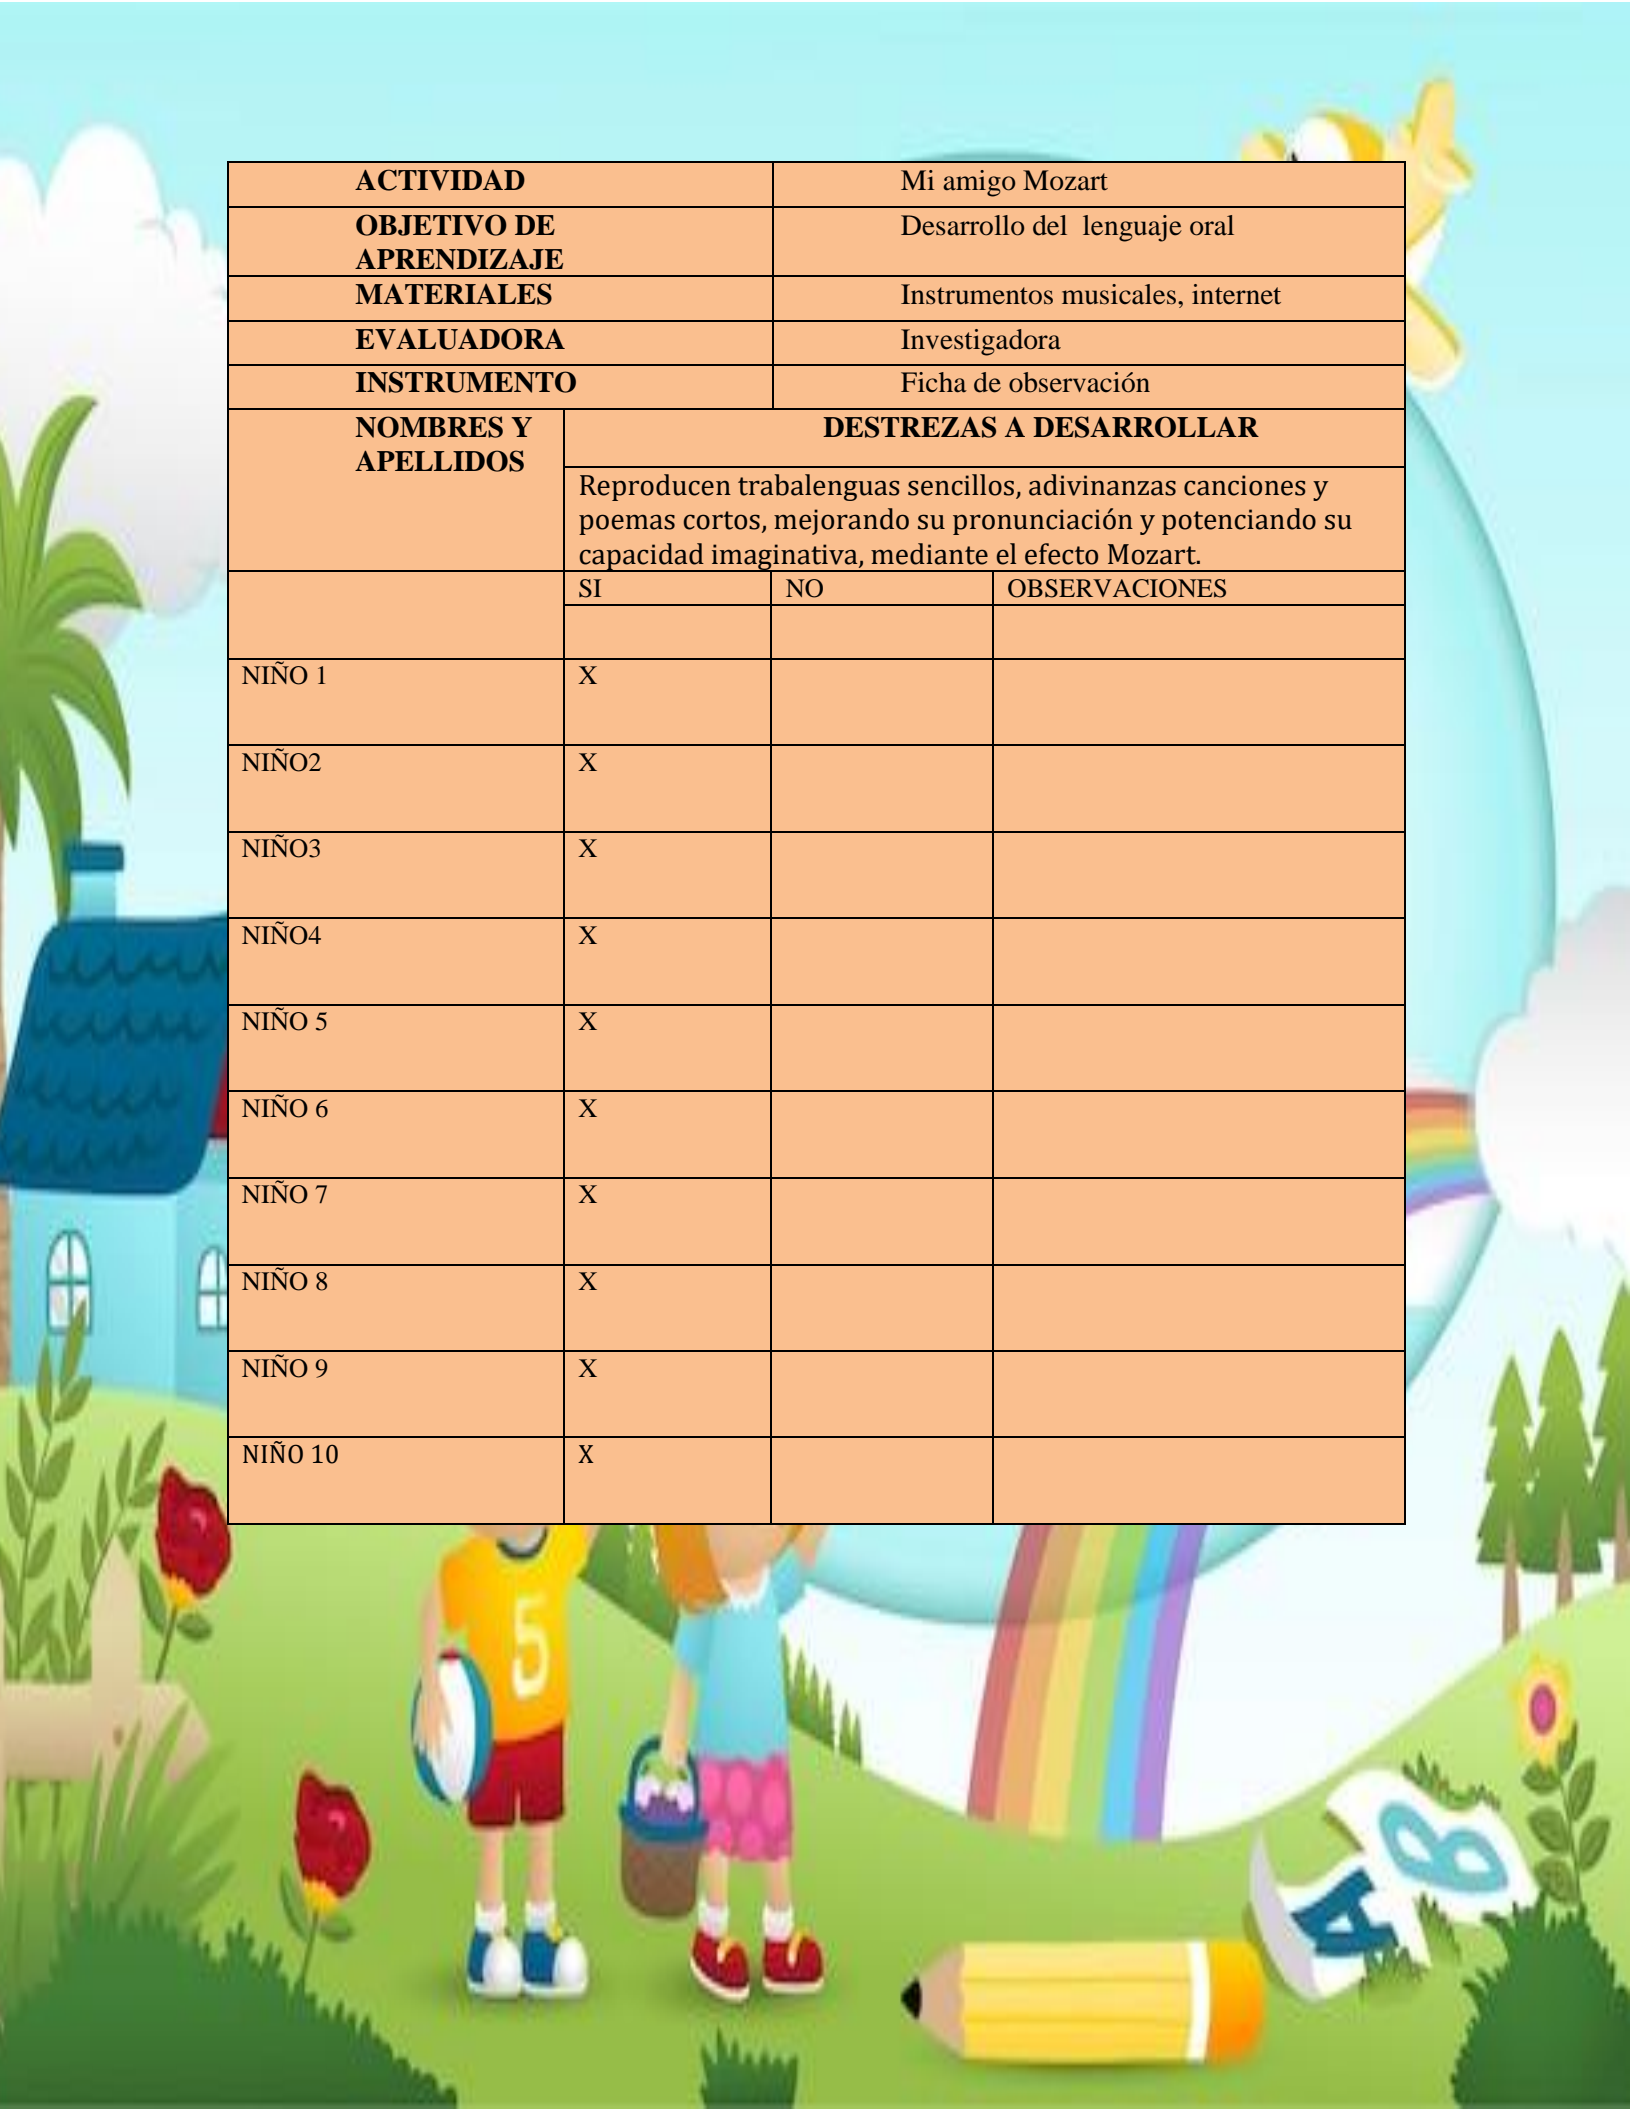 ACTIVIDAD
Mi amigo Mozart
OBJETIVO DE
APRENDIZAJE
Desarrollo del  lenguaje oral
MATERIALES
Instrumentos musicales, internet
EVALUADORA
Investigadora
INSTRUMENTO
Ficha de observación
NOMBRES Y
APELLIDOS
DESTREZAS A DESARROLLAR
Reproducen trabalenguas sencillos, adivinanzas canciones y
poemas cortos, mejorando su pronunciación y potenciando su
capacidad imaginativa, mediante el efecto Mozart.
SI NO OBSERVACIONES
NIÑO 1 X
NIÑO2 X
NIÑO3 X
NIÑO4 X
NIÑO 5 X
NIÑO 6 X
NIÑO 7 X
NIÑO 8 X
NIÑO 9 X
NIÑO 10 X
5
A B